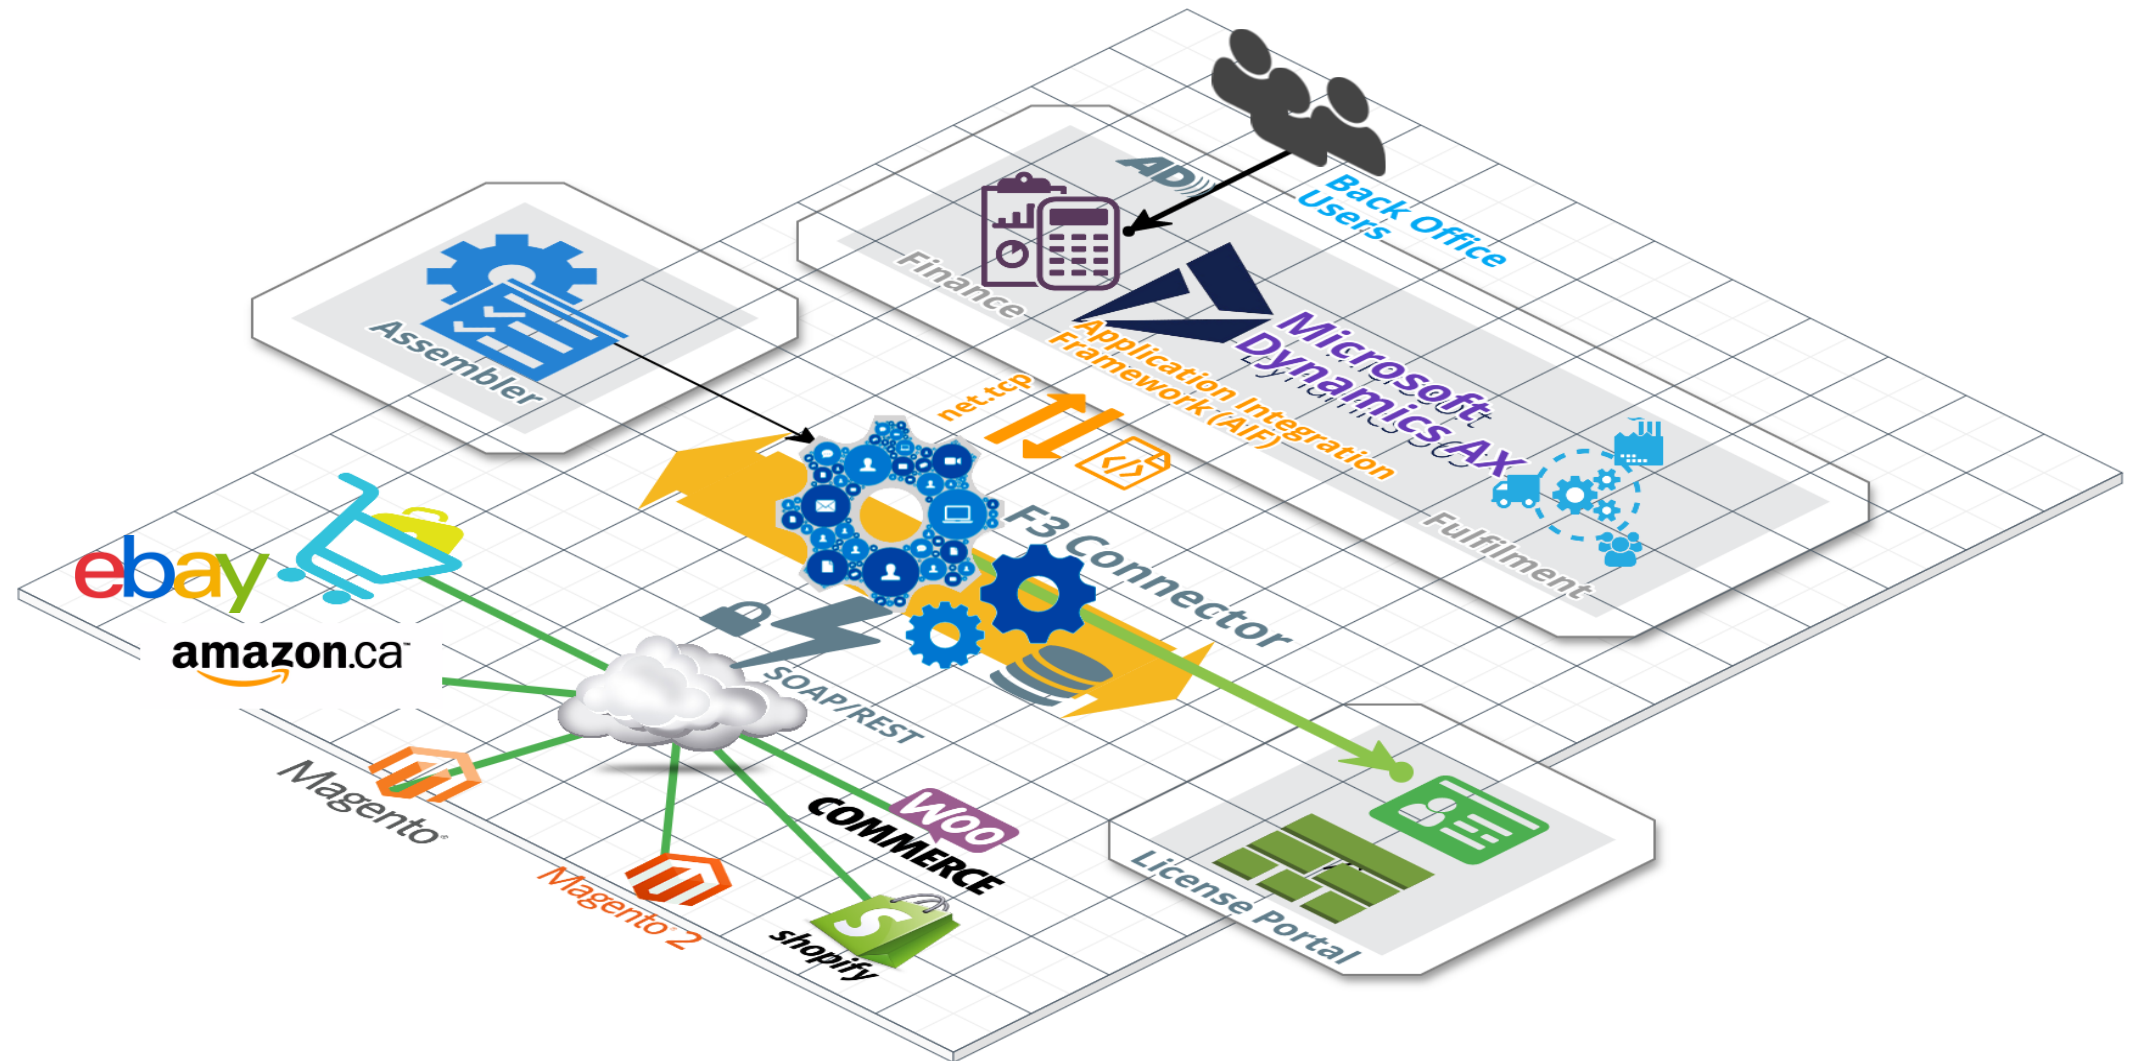 AD
Back Office
Users
Finance
Microsoft
Dynamics AX
Application Integration
Framework (AIF)
Assembler
net.tcp
</>
F3 Connector
Fulfilment
ebay
amazon.ca
SOAP/REST
Magento®
WOO
COMMERCE
Magento® 2
S
shopify
License Portal